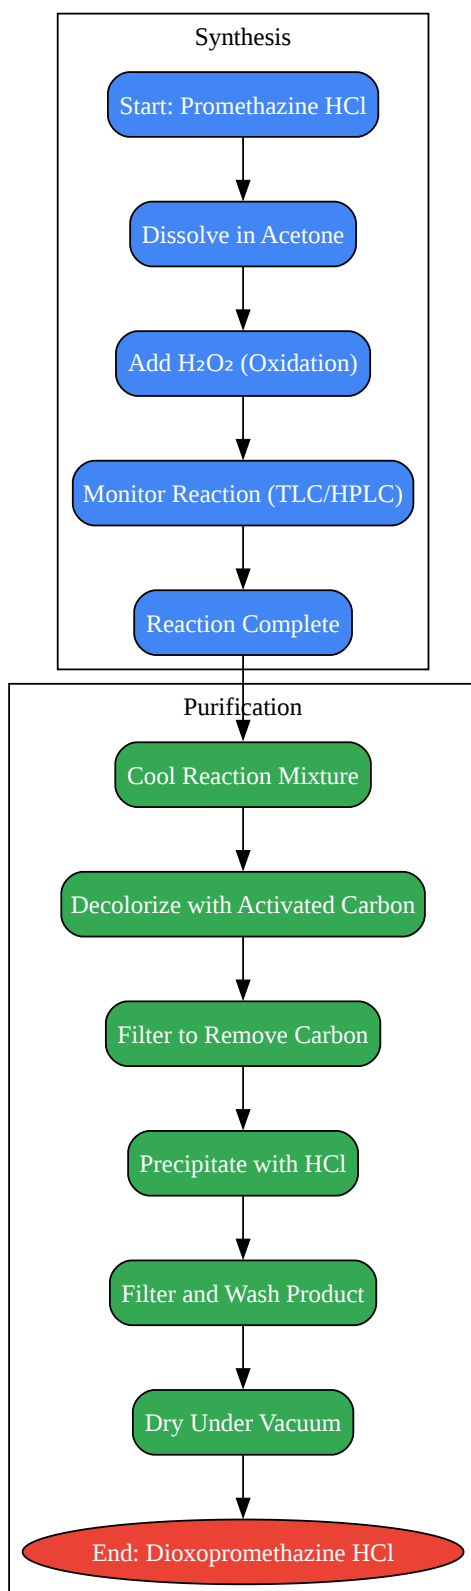 Synthesis
Start: Promethazine HCl
Dissolve in Acetone
Add H₂O₂ (Oxidation)
Monitor Reaction (TLC/HPLC)
Reaction Complete
Purification
Cool Reaction Mixture
Decolorize with Activated Carbon
Filter to Remove Carbon
Precipitate with HCl
Filter and Wash Product
Dry Under Vacuum
End: Dioxopromethazine HCl